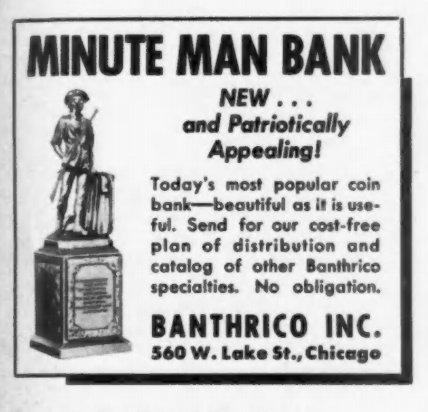 MINUTE MAN BANK
NEW . . .
and Patriotically
Appealing!
Today's most popular coin
bank—beautiful as it is use-
ful. Send for our cost-free
plan of distribution and
catalog of other Banthrico
specialties. No obligation.
BANTHRICO INC.
560 W. Lake St., Chicago